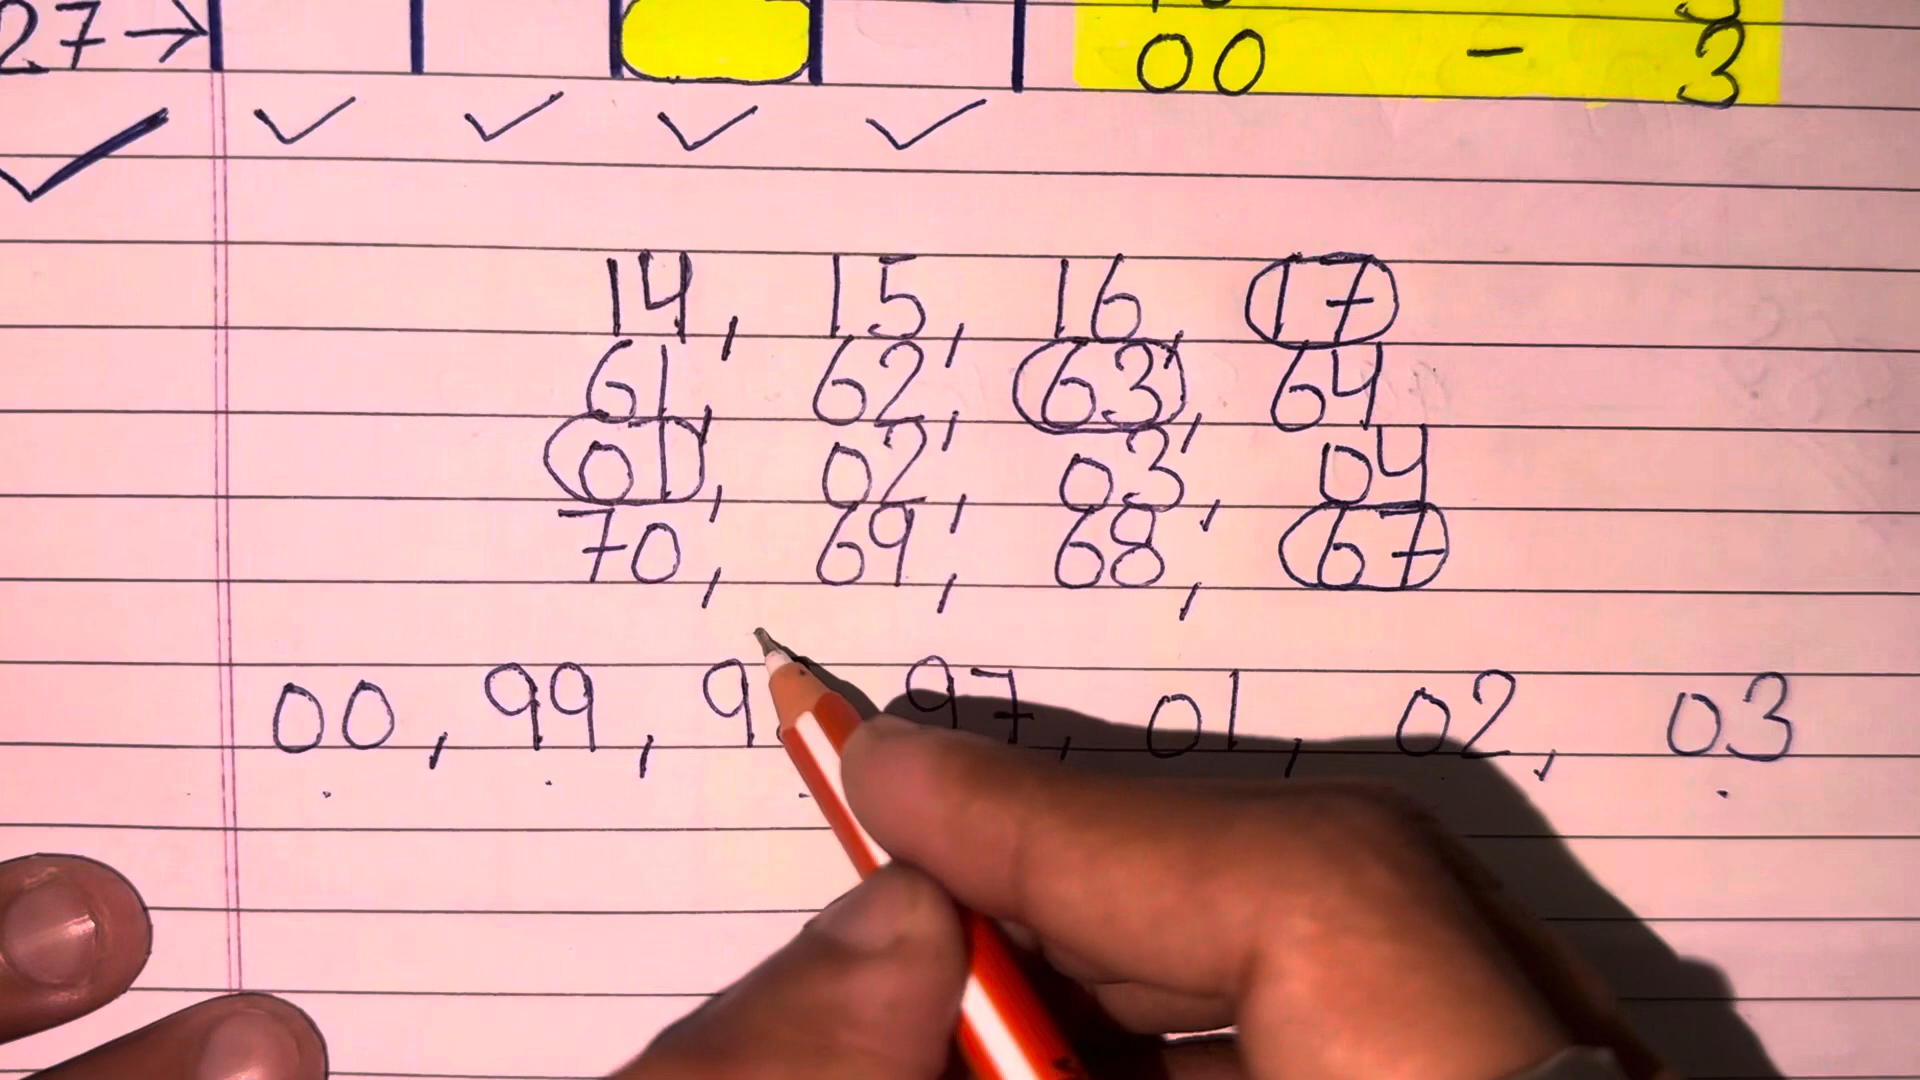 27→
00 - 3
14, 15, 16, 17
61, 62, 63, 64
01, 02, 03, 04
70, 69, 68, 67
00, 99, 9 97, 01, 02, 03